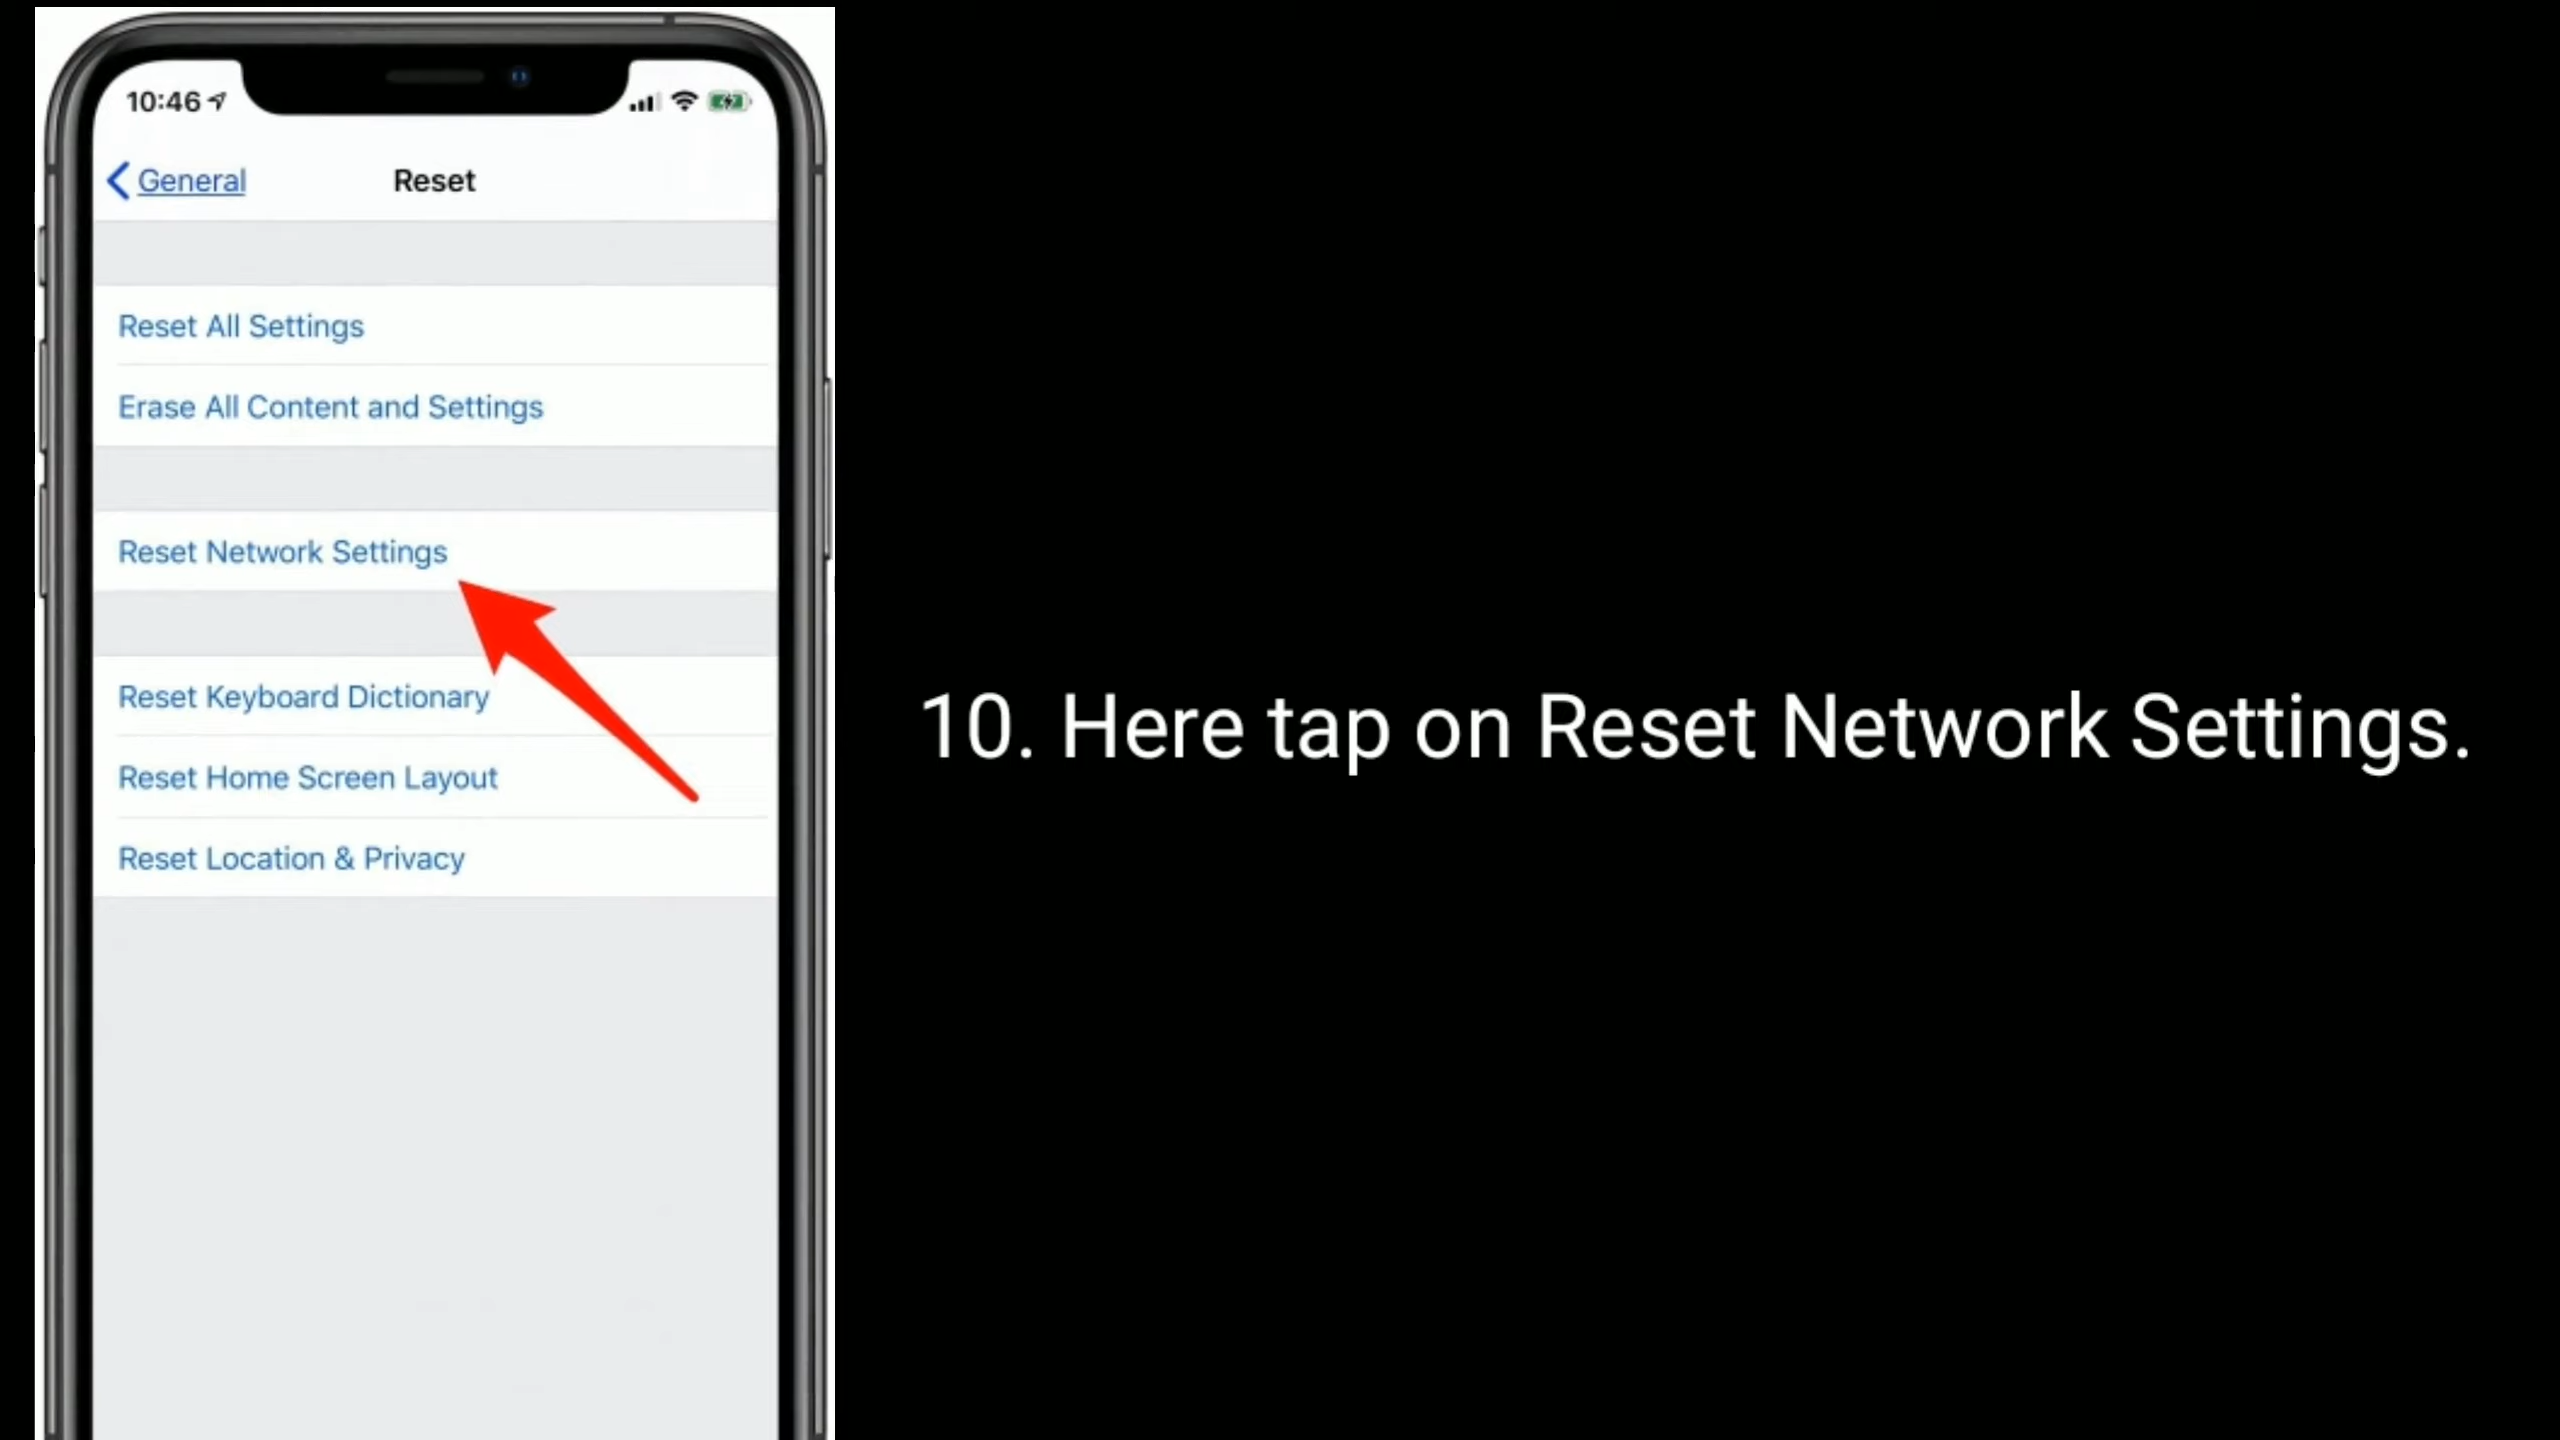 10:46
General
Reset
Reset All Settings
Erase All Content and Settings
Reset Network Settings
Reset Keyboard Dictionary
Reset Home Screen Layout
Reset Location & Privacy
10. Here tap on Reset Network Settings.